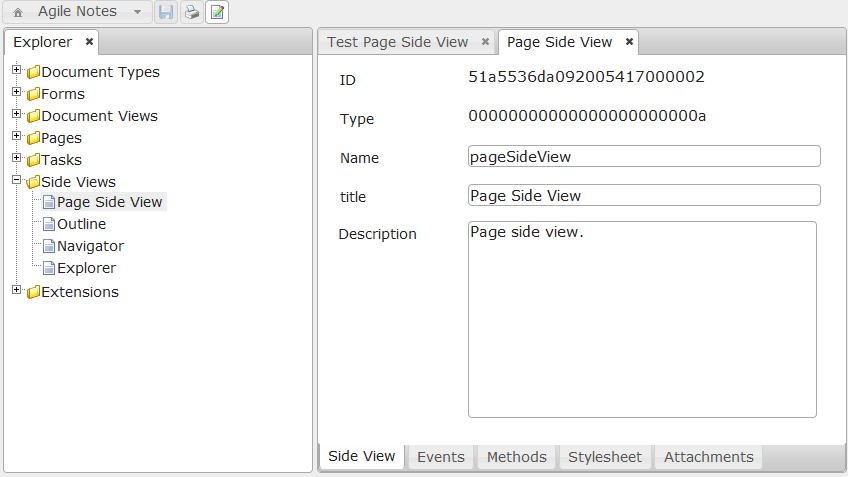 Agile Notes
Explorer
Document Types
Forms
Document Views
Pages
Tasks
Side Views
Page Side View
Outline
Navigator
Explorer
Extensions
Test Page Side View
Page Side View
ID 51a5536da092005417000002
Type 00000000000000000000000a
Name pageSideView
title Page Side View
Description Page side view.
Side View Events Methods Stylesheet Attachments